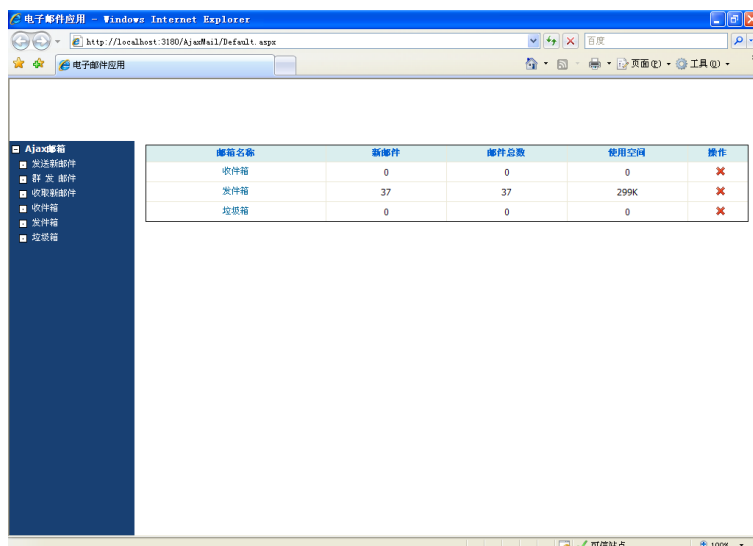 电子邮件应用 - Windows Internet Explorer
http://localhost:3180/AjaxMail/Default.aspx
百度
电子邮件应用
页面(P)
工具(O)
Ajax邮箱
发送新邮件
群 发 邮件
收取新邮件
收件箱
发件箱
垃圾箱
邮箱名称 新邮件 邮件总数 使用空间 操作
收件箱 0 0 0
发件箱 37 37 299K
垃圾箱 0 0 0
可信站点 100%